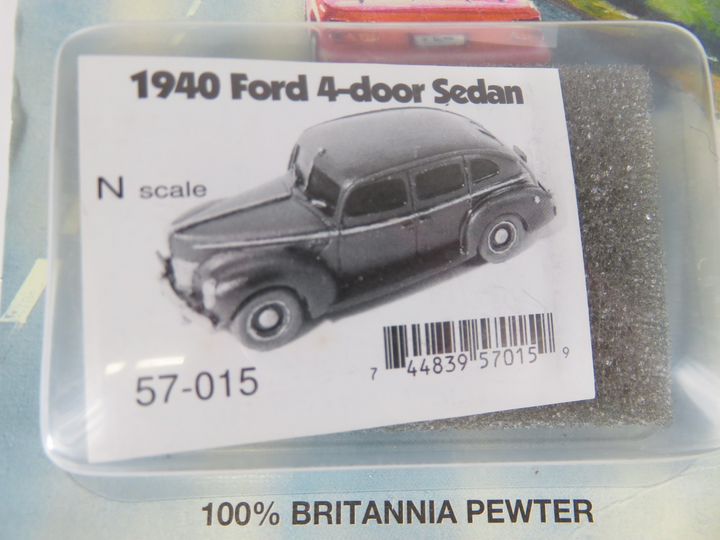 1940 Ford 4-door Sedan
N scale
57-015
7 44839 57015 9
100% BRITANNIA PEWTER